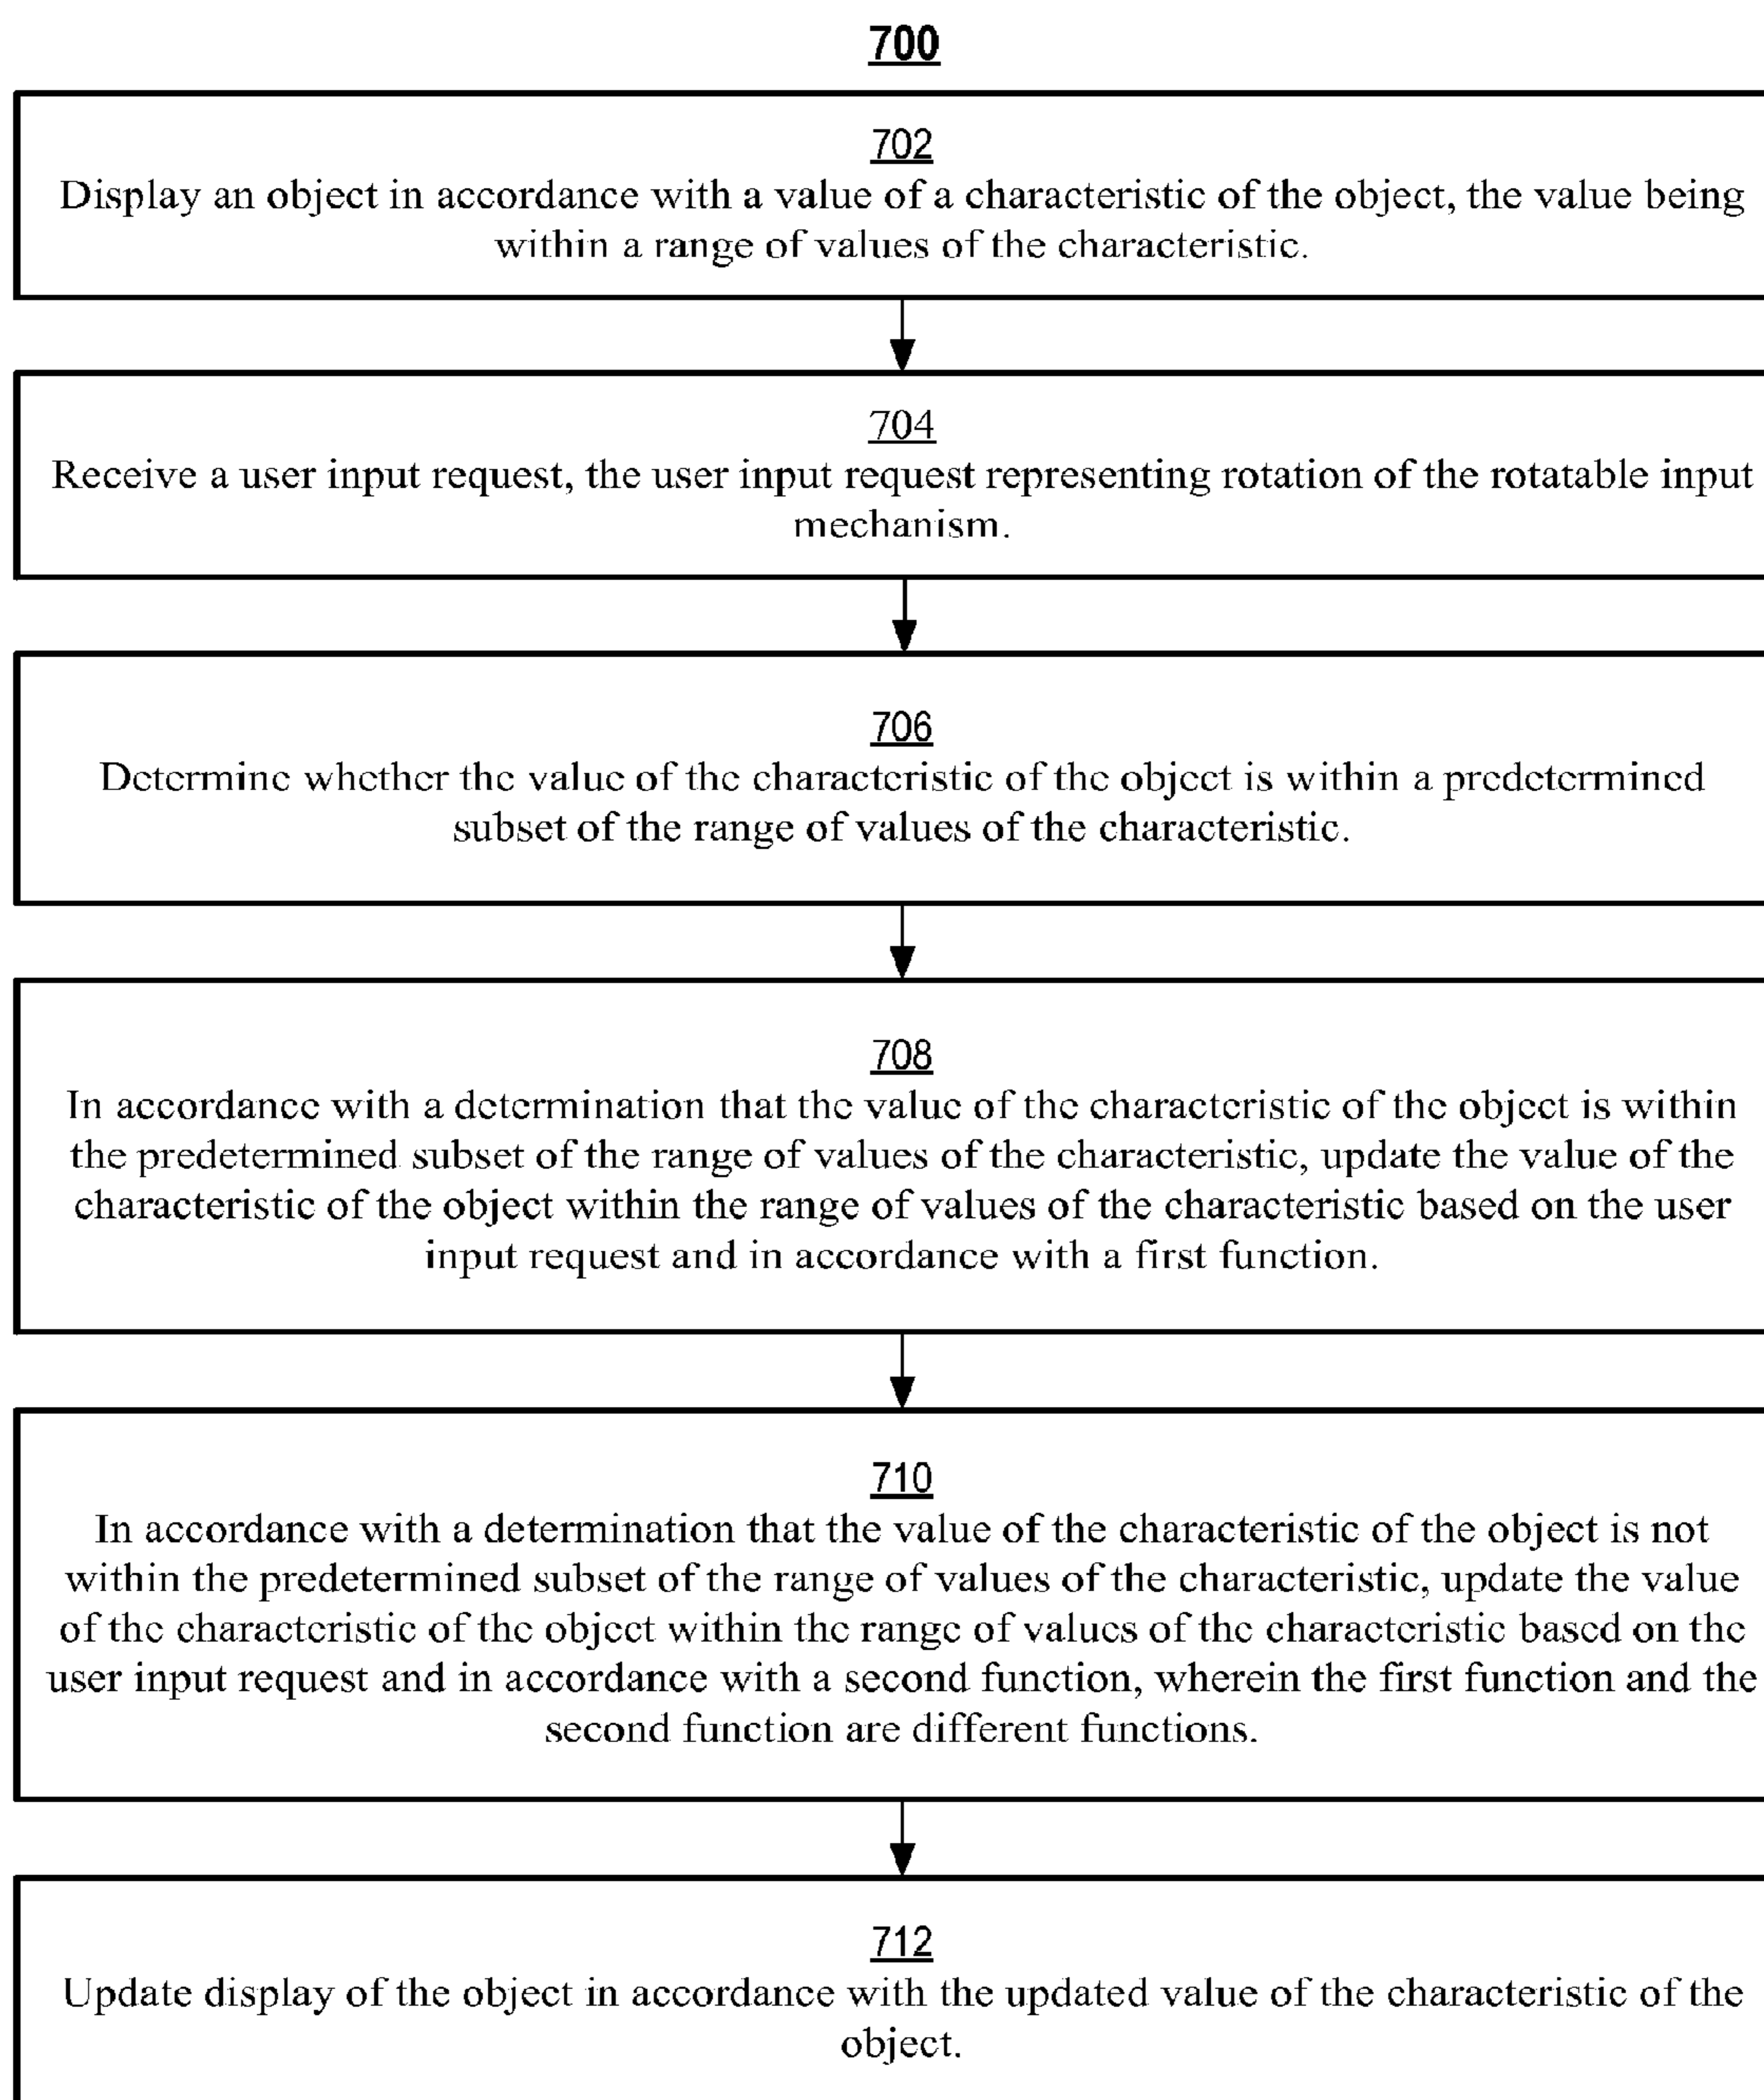 700
702
Display an object in accordance with a value of a characteristic of the object, the value being
within a range of values of the characteristic.
704
Receive a user input request, the user input request representing rotation of the rotatable input
mechanism.
706
Determine whether the value of the characteristic of the object is within a predetermined
subset of the range of values of the characteristic.
708
In accordance with a determination that the value of the characteristic of the object is within
the predetermined subset of the range of values of the characteristic, update the value of the
characteristic of the object within the range of values of the characteristic based on the user
input request and in accordance with a first function.
710
In accordance with a determination that the value of the characteristic of the object is not
within the predetermined subset of the range of values of the characteristic, update the value
of the characteristic of the object within the range of values of the characteristic based on the
user input request and in accordance with a second function, wherein the first function and the
second function are different functions.
712
Update display of the object in accordance with the updated value of the characteristic of the
object.